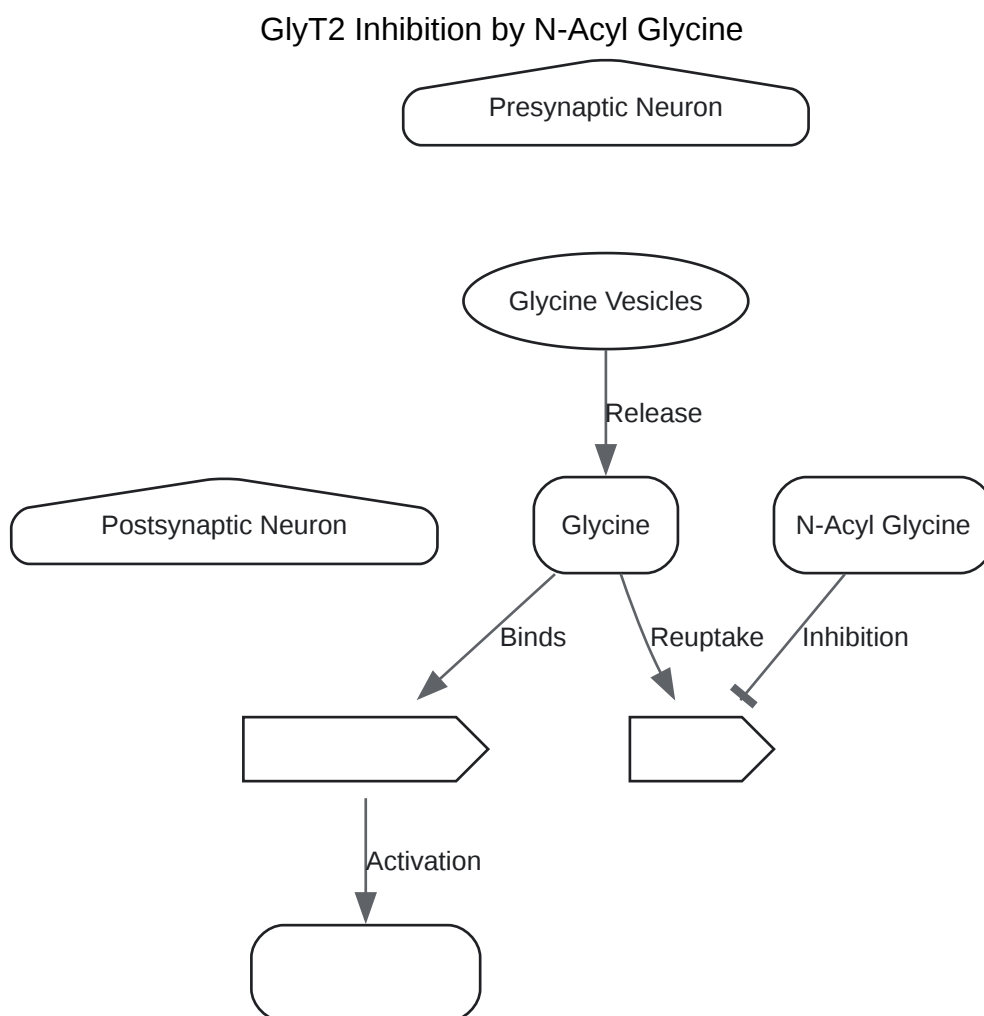 GlyT2 Inhibition by N-Acyl Glycine
Presynaptic Neuron
Glycine Vesicles
Release
Postsynaptic Neuron
Glycine
N-Acyl Glycine
Binds
Reuptake
Inhibition
Activation